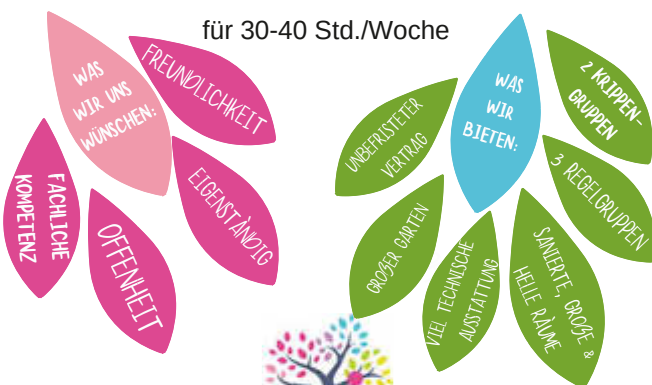 für 30-40 Std./Woche
WAS
WIR UNS
WÜNSCHEN:
FREUNDLICHKEIT
EIGENSTÄNDIG
OFFENHEIT
FACHLICHE
KOMPETENZ
WAS
WIR
BIETEN:
2 KRIPPEN-
GRUPPEN
3 REGELGRUPPEN
SANIERTE, GROßE &
HELLE RÄUME
VIEL TECHNISCHE
AUSSTATTUNG
GROßER GARTEN
UNBEFRISTETER
VERTRAG